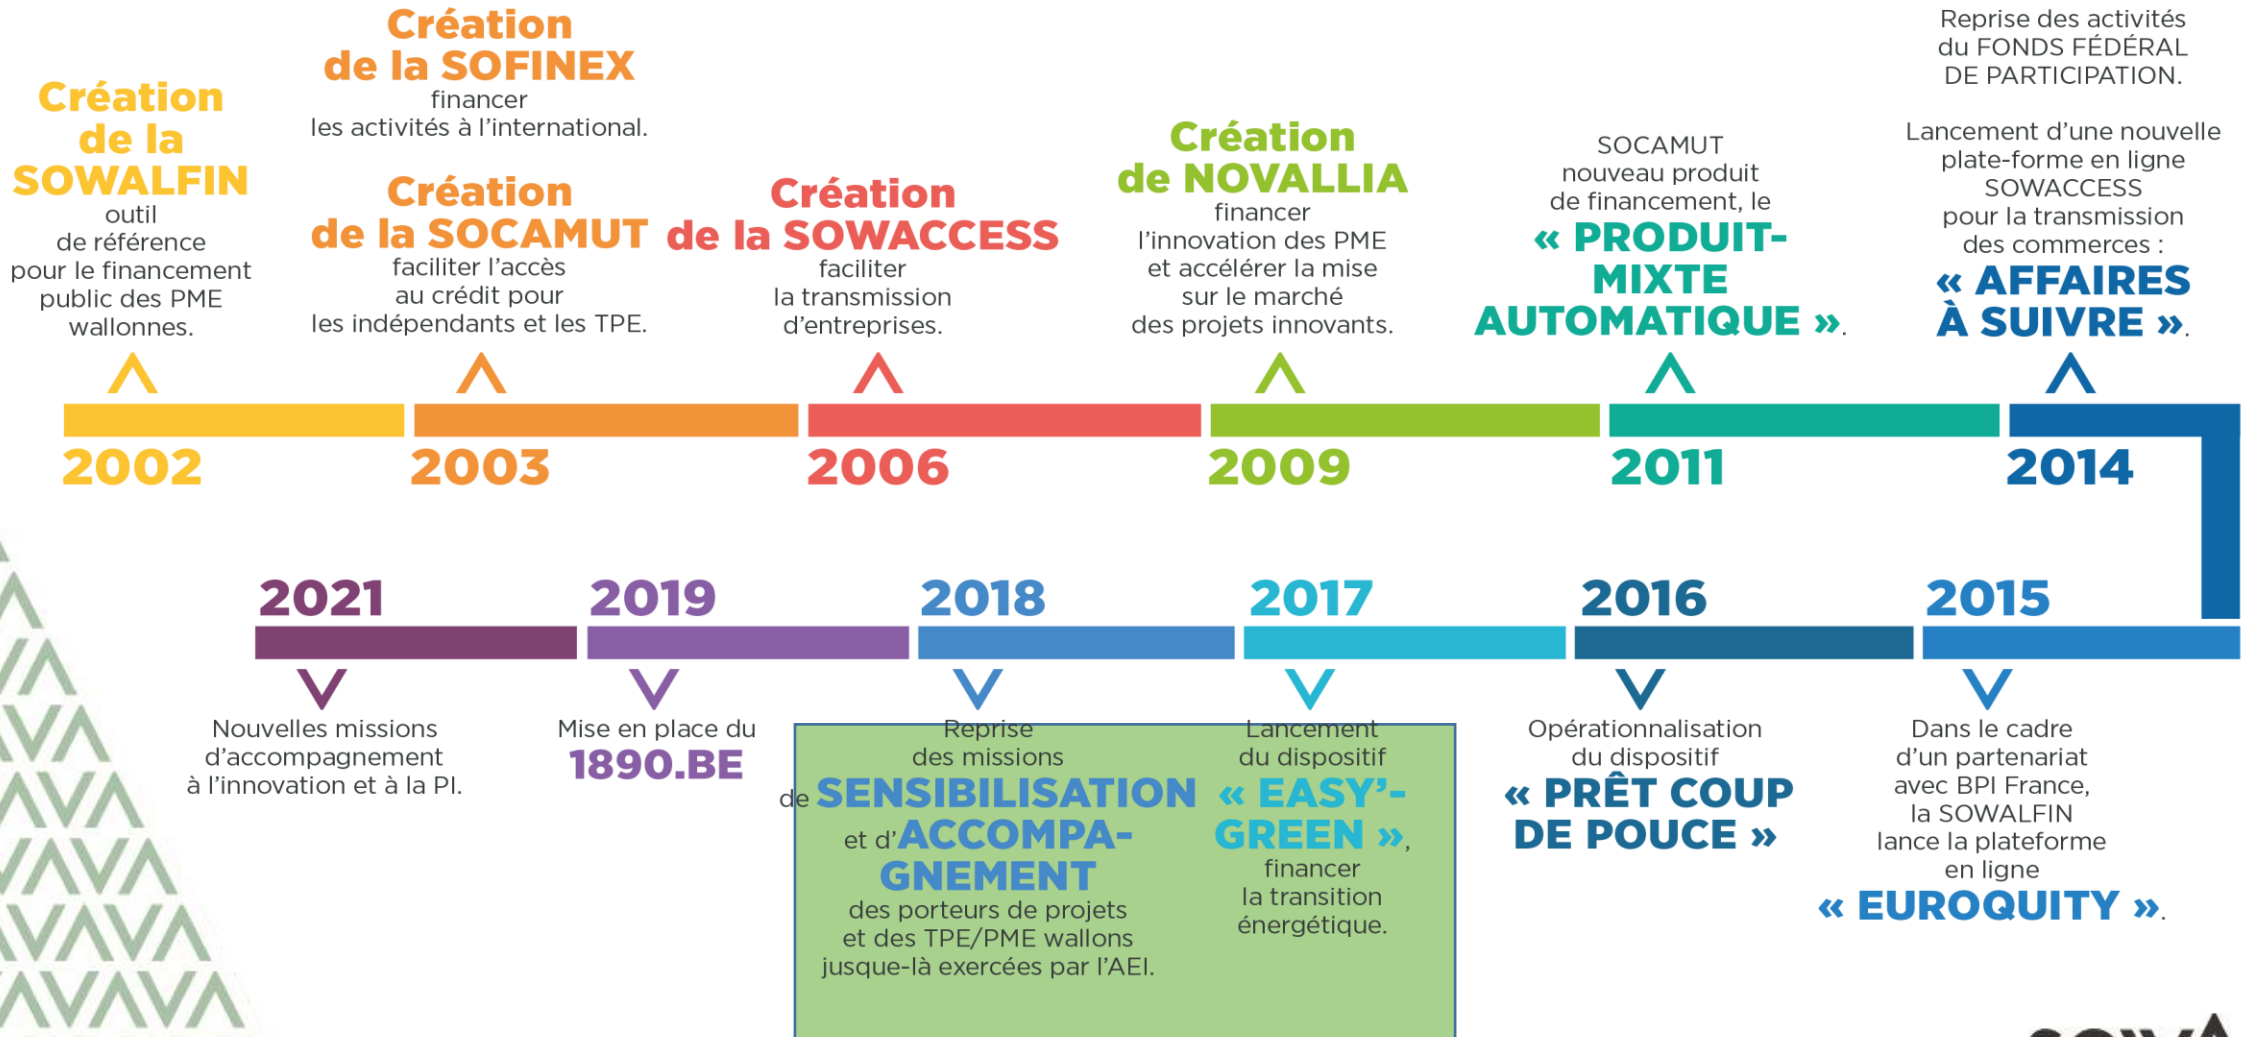 Création
de la
SOWALFIN
outil
de référence
pour le financement
public des PME
wallonnes.
2002
Création
de la SOFINEX
financer
les activités à l’international.
Création
de la SOCAMUT
faciliter l’accès
au crédit pour
les indépendants et les TPE.
2003
Création
de la SOWACCESS
faciliter
la transmission
d’entreprises.
2006
Création
de NOVALLIA
financer
l’innovation des PME
et accélérer la mise
sur le marché
des projets innovants.
2009
SOCAMUT
nouveau produit
de financement, le
« PRODUIT-
MIXTE
AUTOMATIQUE ».
2011
Reprise des activités
du FONDS FÉDÉRAL
DE PARTICIPATION.
Lancement d’une nouvelle
plate-forme en ligne
SOWACCESS
pour la transmission
des commerces :
« AFFAIRES
À SUIVRE ».
2014
2015
Dans le cadre
d’un partenariat
avec BPI France,
la SOWALFIN
lance la plateforme
en ligne
« EUROQUITY ».
2016
Opérationnalisation
du dispositif
« PRÊT COUP
DE POUCE »
2017
Lancement
du dispositif
« EASY’-
GREEN »,
financer
la transition
énergétique.
2018
Reprise
des missions
de SENSIBILISATION
et d’ACCOMPA-
GNEMENT
des porteurs de projets
et des TPE/PME wallons
jusque-là exercées par l’AEI.
2019
Mise en place du
1890.BE
2021
Nouvelles missions
d’accompagnement
à l’innovation et à la PI.